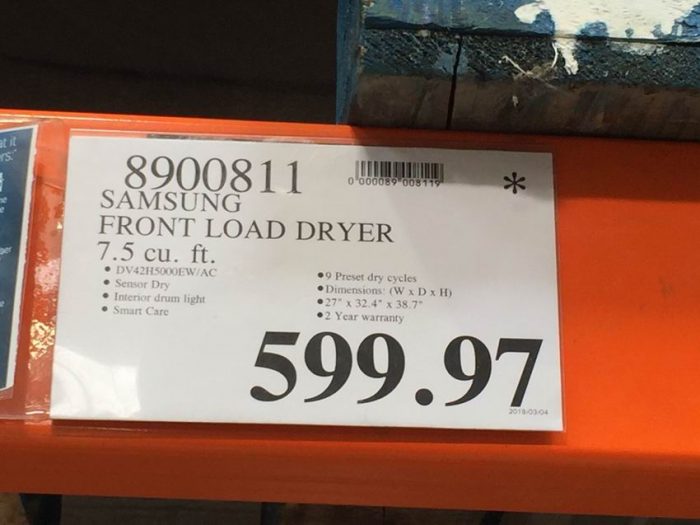 8900811
0 000089 008119
*
SAMSUNG
FRONT LOAD DRYER
7.5 cu. ft.
• DV42H5000EW/AC
• Sensor Dry
• Interior drum light
• Smart Care
• 9 Preset dry cycles
• Dimensions: (W x D x H)
• 27" x 32.4" x 38.7"
• 2 Year warranty
599.97
2018/03/04